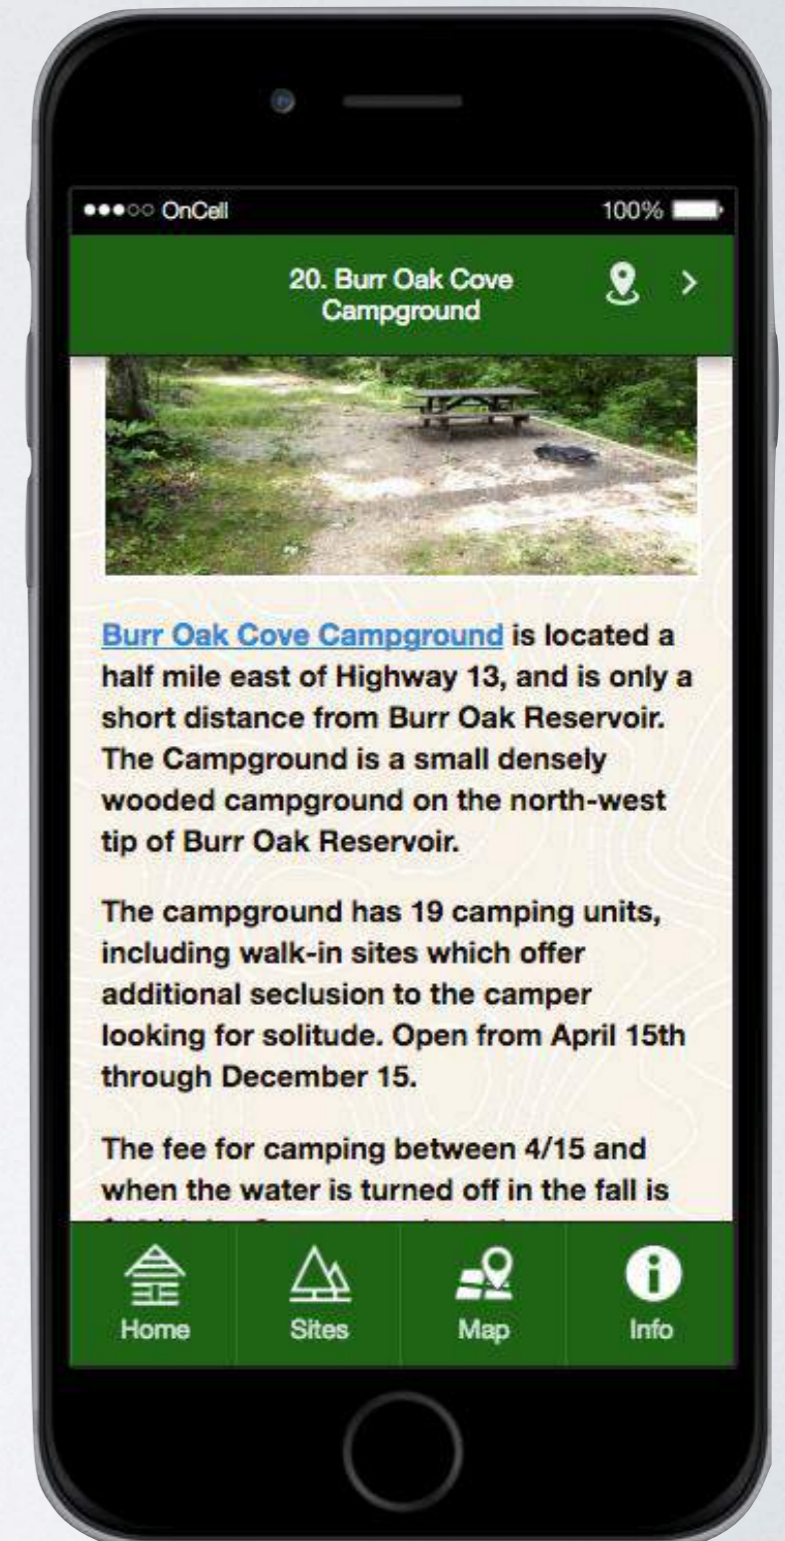 OnCell 100%
20. Burr Oak Cove
Campground
Burr Oak Cove Campground is located a
half mile east of Highway 13, and is only a
short distance from Burr Oak Reservoir.
The Campground is a small densely
wooded campground on the north-west
tip of Burr Oak Reservoir.
The campground has 19 camping units,
including walk-in sites which offer
additional seclusion to the camper
looking for solitude. Open from April 15th
through December 15.
The fee for camping between 4/15 and
when the water is turned off in the fall is
Home Sites Map Info